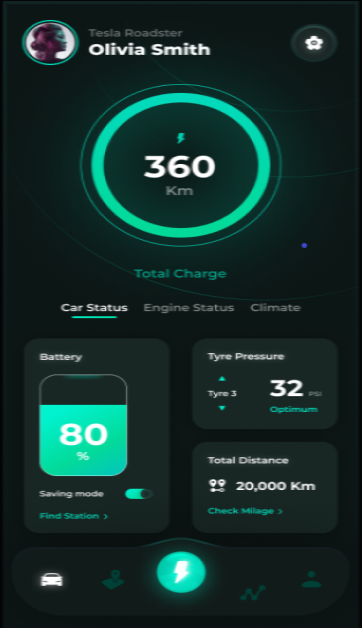 Tesla Roadster
Olivia Smith
360
Km
Total Charge
Car Status Engine Status Climate
Battery
80
%
Saving mode
Find Station >
Tyre Pressure
Tyre 3
32 PSI
Optimum
Total Distance
20,000 Km
Check Milage >